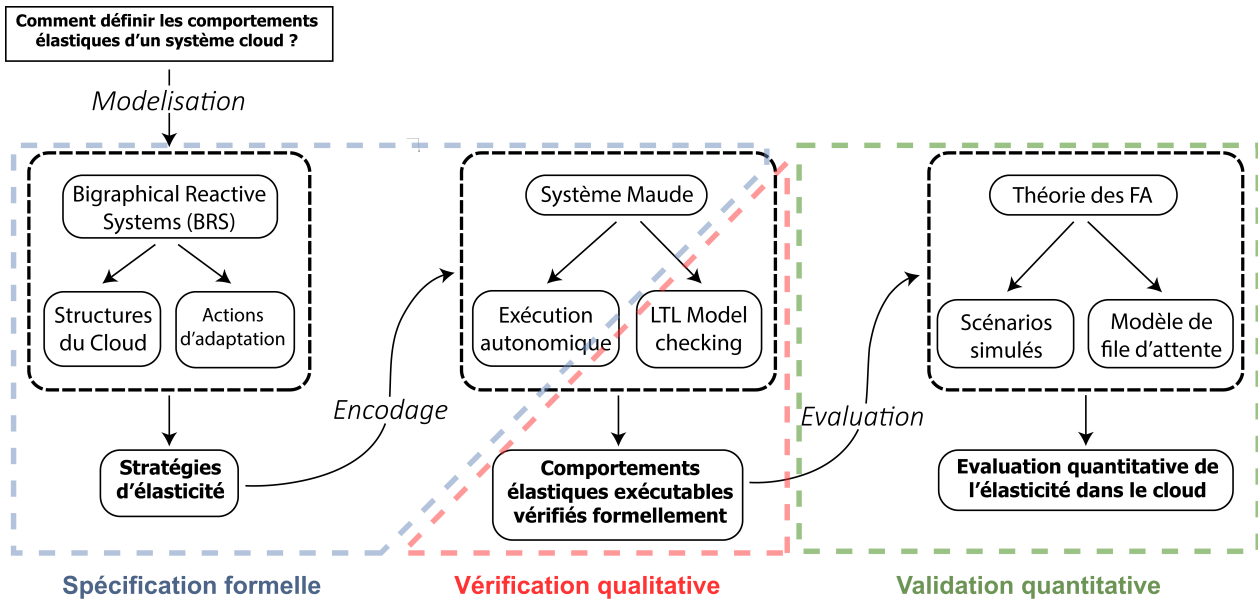 Comment définir les comportements
élastiques d'un système cloud ?
Modelisation
Bigraphical Reactive
Systems (BRS)
Structures
du Cloud
Actions
d'adaptation
Stratégies
d'élasticité
Encodage
Système Maude
Exécution
autonomique
LTL Model
checking
Comportements
élastiques exécutables
vérifiés formellement
Evaluation
Théorie des FA
Scénarios
simulés
Modèle de
file d'attente
Evaluation quantitative de
l'élasticité dans le cloud
Spécification formelle
Vérification qualitative
Validation quantitative